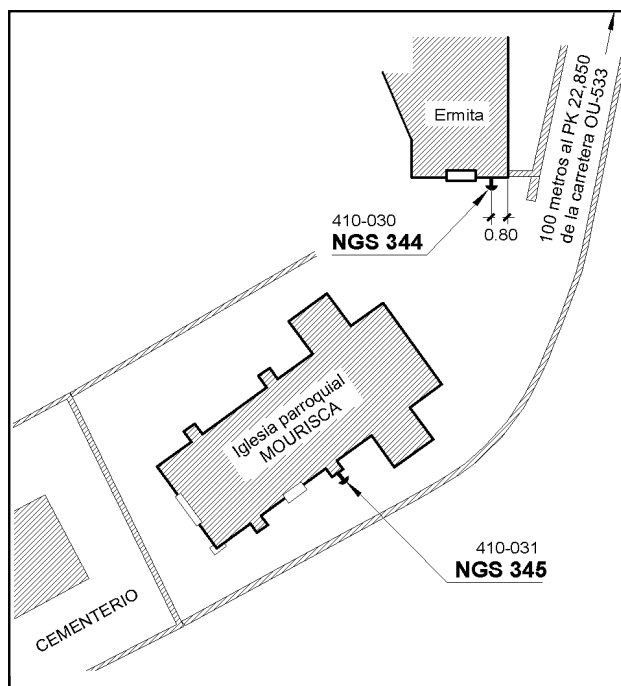 Ermita
100 metros al PK 22,850
de la carretera OU-533
410-030
NGS 344
0.80
Iglesia parroquial
MOURISCA
410-031
NGS 345
CEMENTERIO